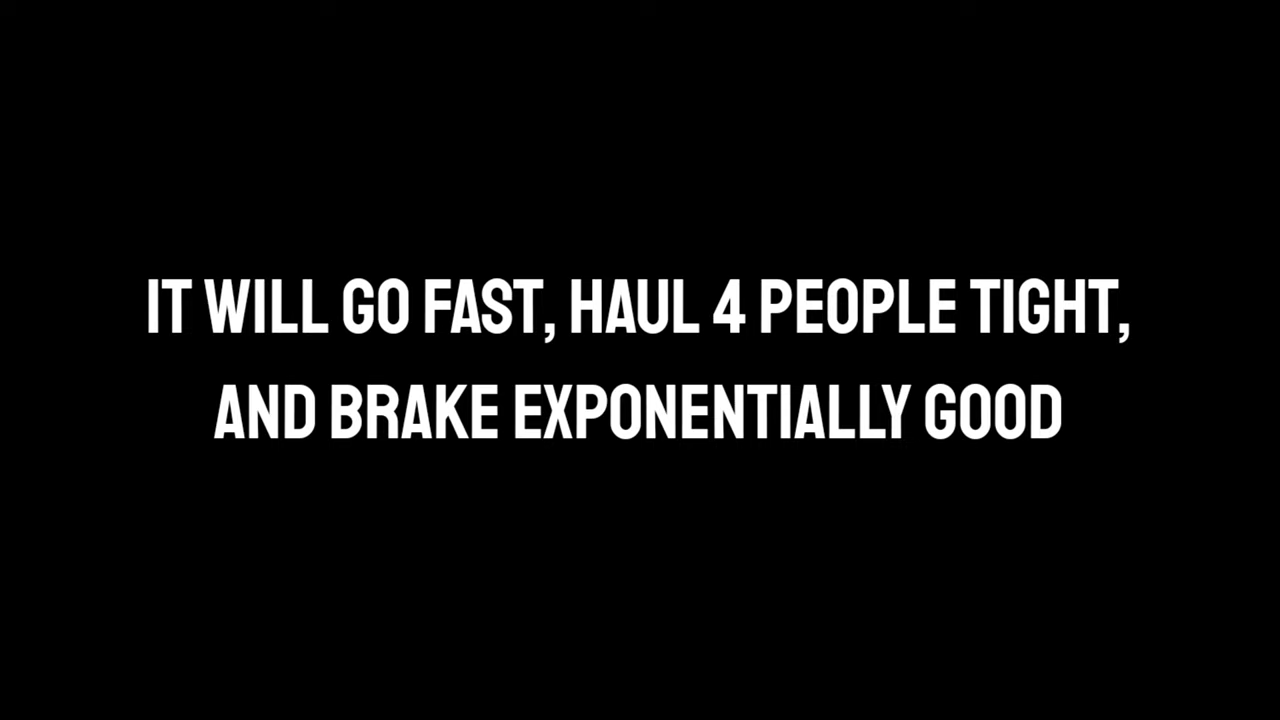 IT WILL GO FAST, HAUL 4 PEOPLE TIGHT,
AND BRAKE EXPONENTIALLY GOOD